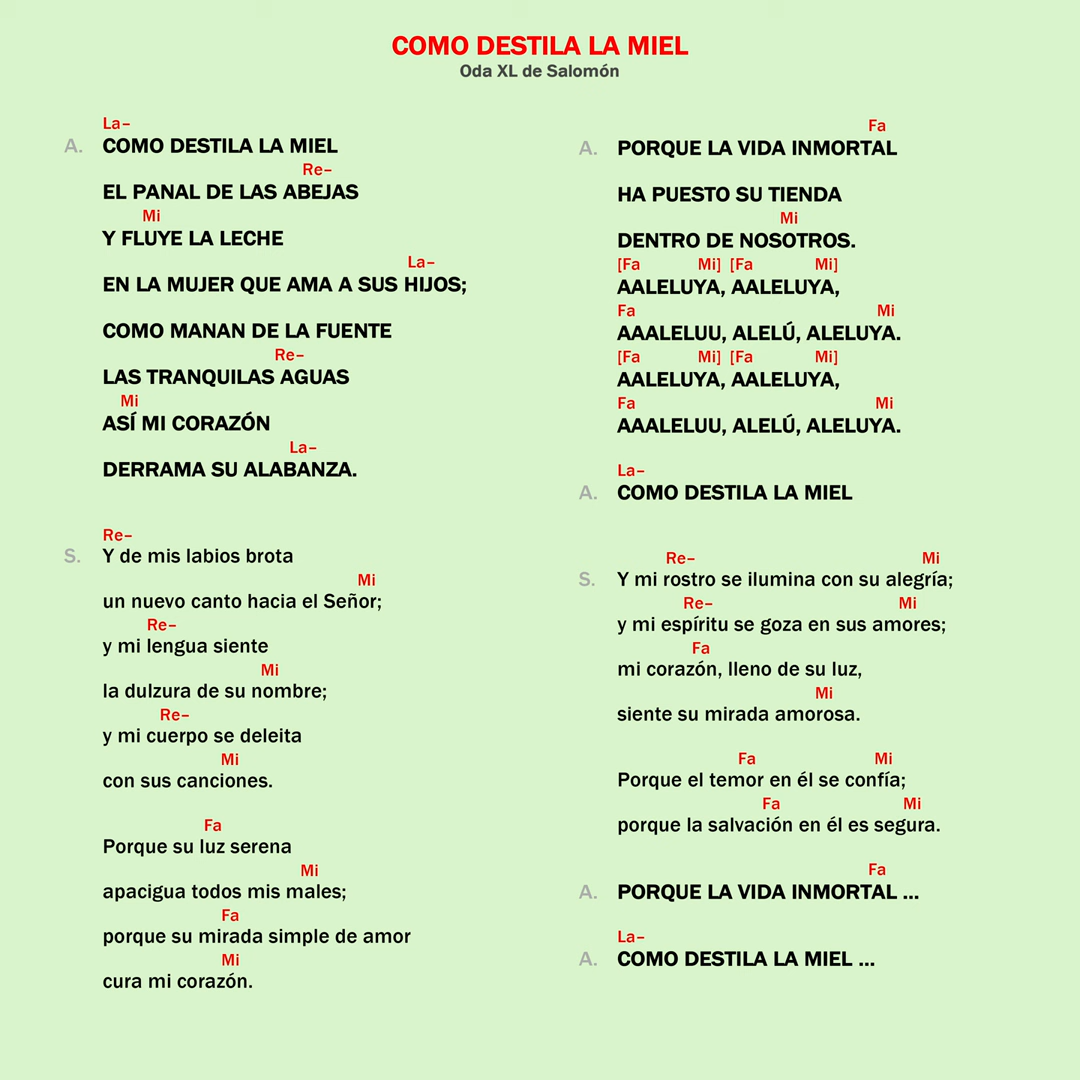 COMO DESTILA LA MIEL
Oda XL de Salomón
La–
A. COMO DESTILA LA MIEL
Re–
EL PANAL DE LAS ABEJAS
Mi
Y FLUYE LA LECHE
La–
EN LA MUJER QUE AMA A SUS HIJOS;
COMO MANAN DE LA FUENTE
Re–
LAS TRANQUILAS AGUAS
Mi
ASÍ MI CORAZÓN
La–
DERRAMA SU ALABANZA.
Re–
S. Y de mis labios brota
Mi
un nuevo canto hacia el Señor;
Re–
y mi lengua siente
Mi
la dulzura de su nombre;
Re–
y mi cuerpo se deleita
Mi
con sus canciones.
Fa
Porque su luz serena
Mi
apacigua todos mis males;
Fa
porque su mirada simple de amor
Mi
cura mi corazón.
Fa
A. PORQUE LA VIDA INMORTAL
HA PUESTO SU TIENDA
Mi
DENTRO DE NOSOTROS.
[Fa Mi] [Fa Mi]
AALELUYA, AALELUYA,
Fa Mi
AAALELUU, ALELÚ, ALELUYA.
[Fa Mi] [Fa Mi]
AALELUYA, AALELUYA,
Fa Mi
AAALELUU, ALELÚ, ALELUYA.
La–
A. COMO DESTILA LA MIEL
Re– Mi
S. Y mi rostro se ilumina con su alegría;
Re– Mi
y mi espíritu se goza en sus amores;
Fa
mi corazón, lleno de su luz,
Mi
siente su mirada amorosa.
Fa Mi
Porque el temor en él se confía;
Fa Mi
porque la salvación en él es segura.
Fa
A. PORQUE LA VIDA INMORTAL ...
La–
A. COMO DESTILA LA MIEL ...